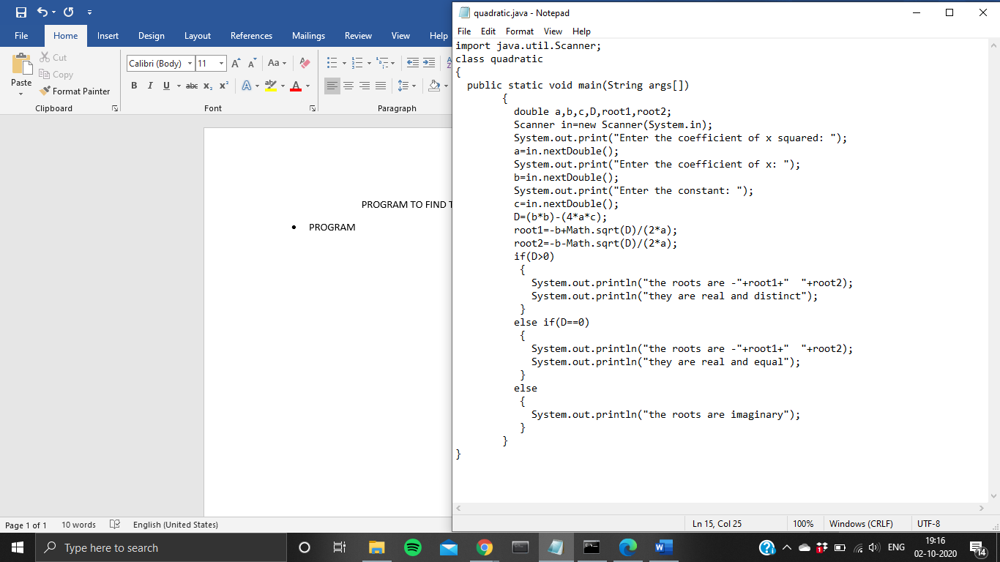 File Home Insert Design Layout References Mailings Review View Help
Cut
Copy
Paste
Format Painter
Calibri (Body) 11
Aa
B I U abc x₂ x² A ab A
Clipboard Font Paragraph
PROGRAM TO FIND T
• PROGRAM
Page 1 of 1 10 words English (United States)
quadratic.java - Notepad
File Edit Format View Help
import java.util.Scanner;
class quadratic
{
  public static void main(String args[])
        {
          double a,b,c,D,root1,root2;
          Scanner in=new Scanner(System.in);
          System.out.print("Enter the coefficient of x squared: ");
          a=in.nextDouble();
          System.out.print("Enter the coefficient of x: ");
          b=in.nextDouble();
          System.out.print("Enter the constant: ");
          c=in.nextDouble();
          D=(b*b)-(4*a*c);
          root1=-b+Math.sqrt(D)/(2*a);
          root2=-b-Math.sqrt(D)/(2*a);
          if(D>0)
           {
             System.out.println("the roots are -"+root1+"  "+root2);
             System.out.println("they are real and distinct");
           }
          else if(D==0)
           {
             System.out.println("the roots are -"+root1+"  "+root2);
             System.out.println("they are real and equal");
           }
          else
           {
             System.out.println("the roots are imaginary");
           }
        }
}
Ln 15, Col 25 100% Windows (CRLF) UTF-8
Type here to search
ENG
19:16
02-10-2020
14